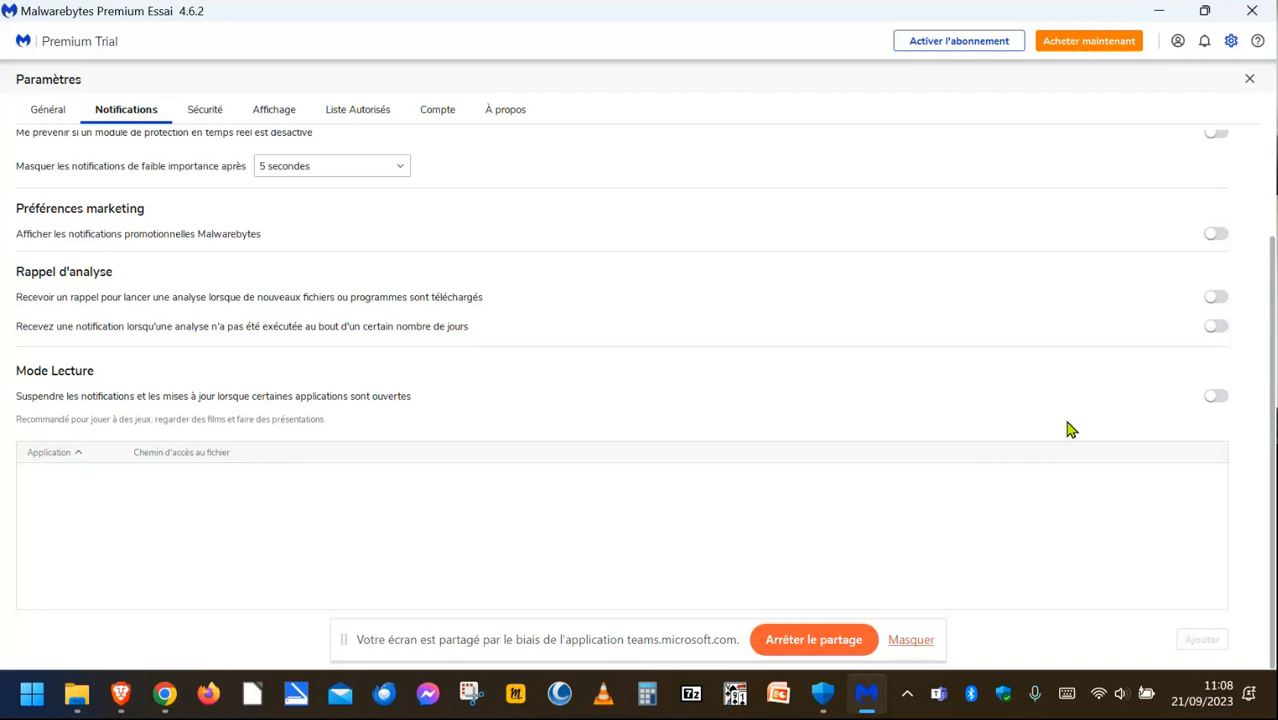 Malwarebytes Premium Essai 4.6.2
Premium Trial
Activer l'abonnement
Acheter maintenant
Paramètres
Général Notifications Sécurité Affichage Liste Autorisés Compte À propos
Me prévenir si un module de protection en temps réel est désactivé
Masquer les notifications de faible importance après 5 secondes
Préférences marketing
Afficher les notifications promotionnelles Malwarebytes
Rappel d'analyse
Recevoir un rappel pour lancer une analyse lorsque de nouveaux fichiers ou programmes sont téléchargés
Recevez une notification lorsqu'une analyse n'a pas été exécutée au bout d'un certain nombre de jours
Mode Lecture
Suspendre les notifications et les mises à jour lorsque certaines applications sont ouvertes
Recommandé pour jouer à des jeux, regarder des films et faire des présentations
Application Chemin d'accès au fichier
Votre écran est partagé par le biais de l'application teams.microsoft.com. Arrêter le partage Masquer
Ajouter
7z
11:08
21/09/2023